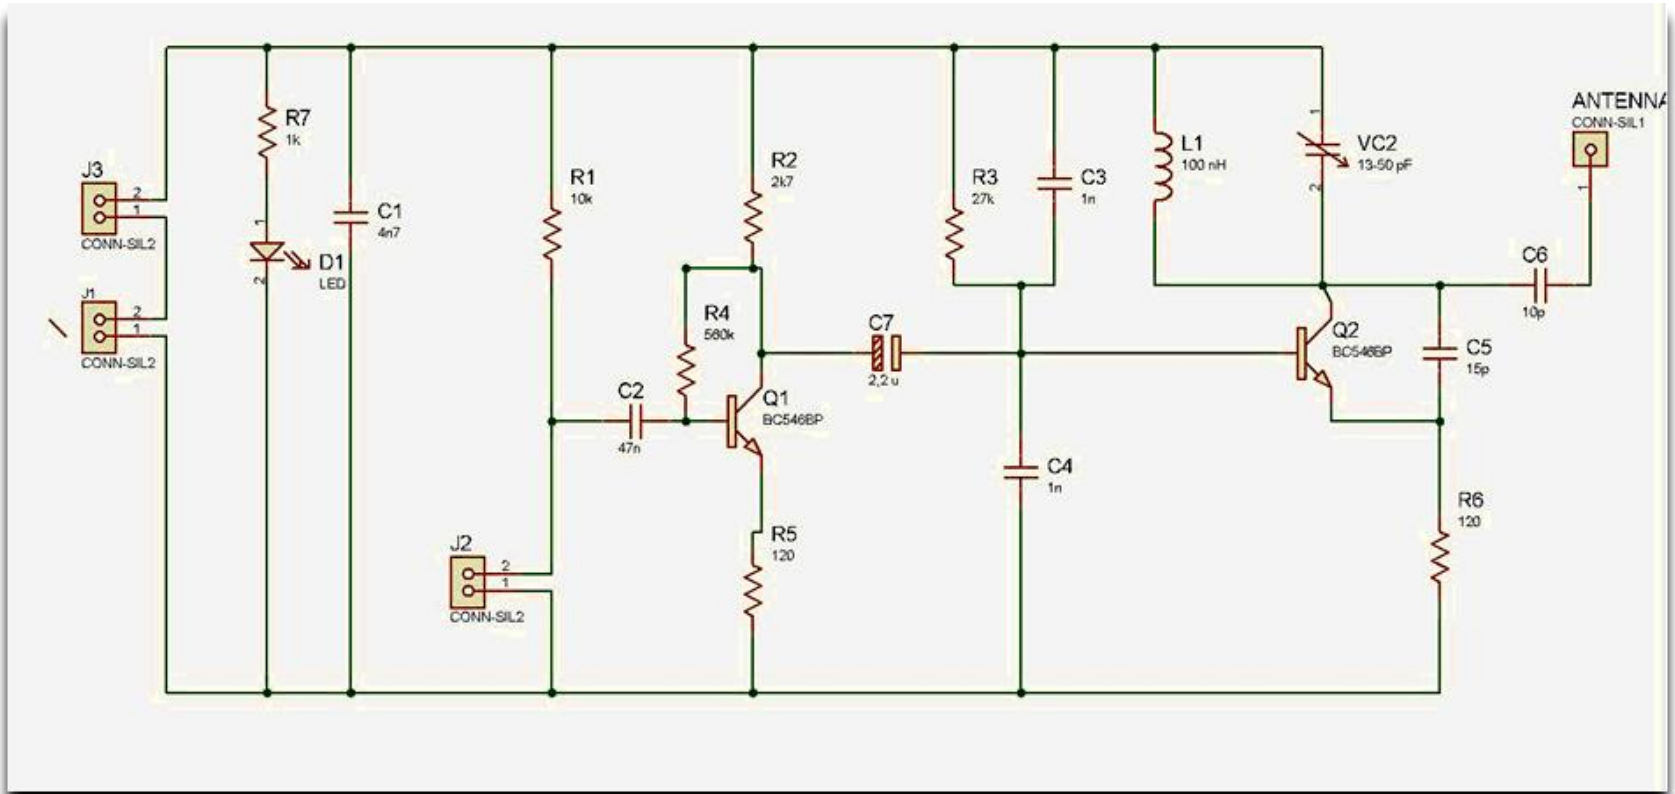 J3
2
1
CONN-SIL2
J1
2
1
CONN-SIL2
R7
1k
1
D1
LED
2
C1
4n7
R1
10k
J2
2
1
CONN-SIL2
C2
47n
R2
2k7
R4
560k
Q1
BC546BP
R5
120
C7
2,2 u
R3
27k
C3
1n
C4
1n
L1
100 nH
1
VC2
13-50 pF
2
Q2
BC546BP
C5
15p
R6
120
C6
10p
ANTENNA
CONN-SIL1
1